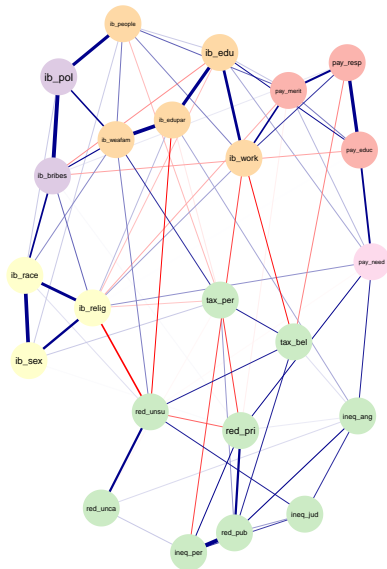 ib_people
ib_edu
pay_resp
ib_pol
pay_merit
ib_edupar
ib_weafam
pay_educ
ib_work
ib_bribes
pay_need
ib_race
tax_per
ib_relig
tax_bel
ib_sex
red_unsu
ineq_ang
red_pri
red_unca
ineq_jud
red_pub
ineq_per